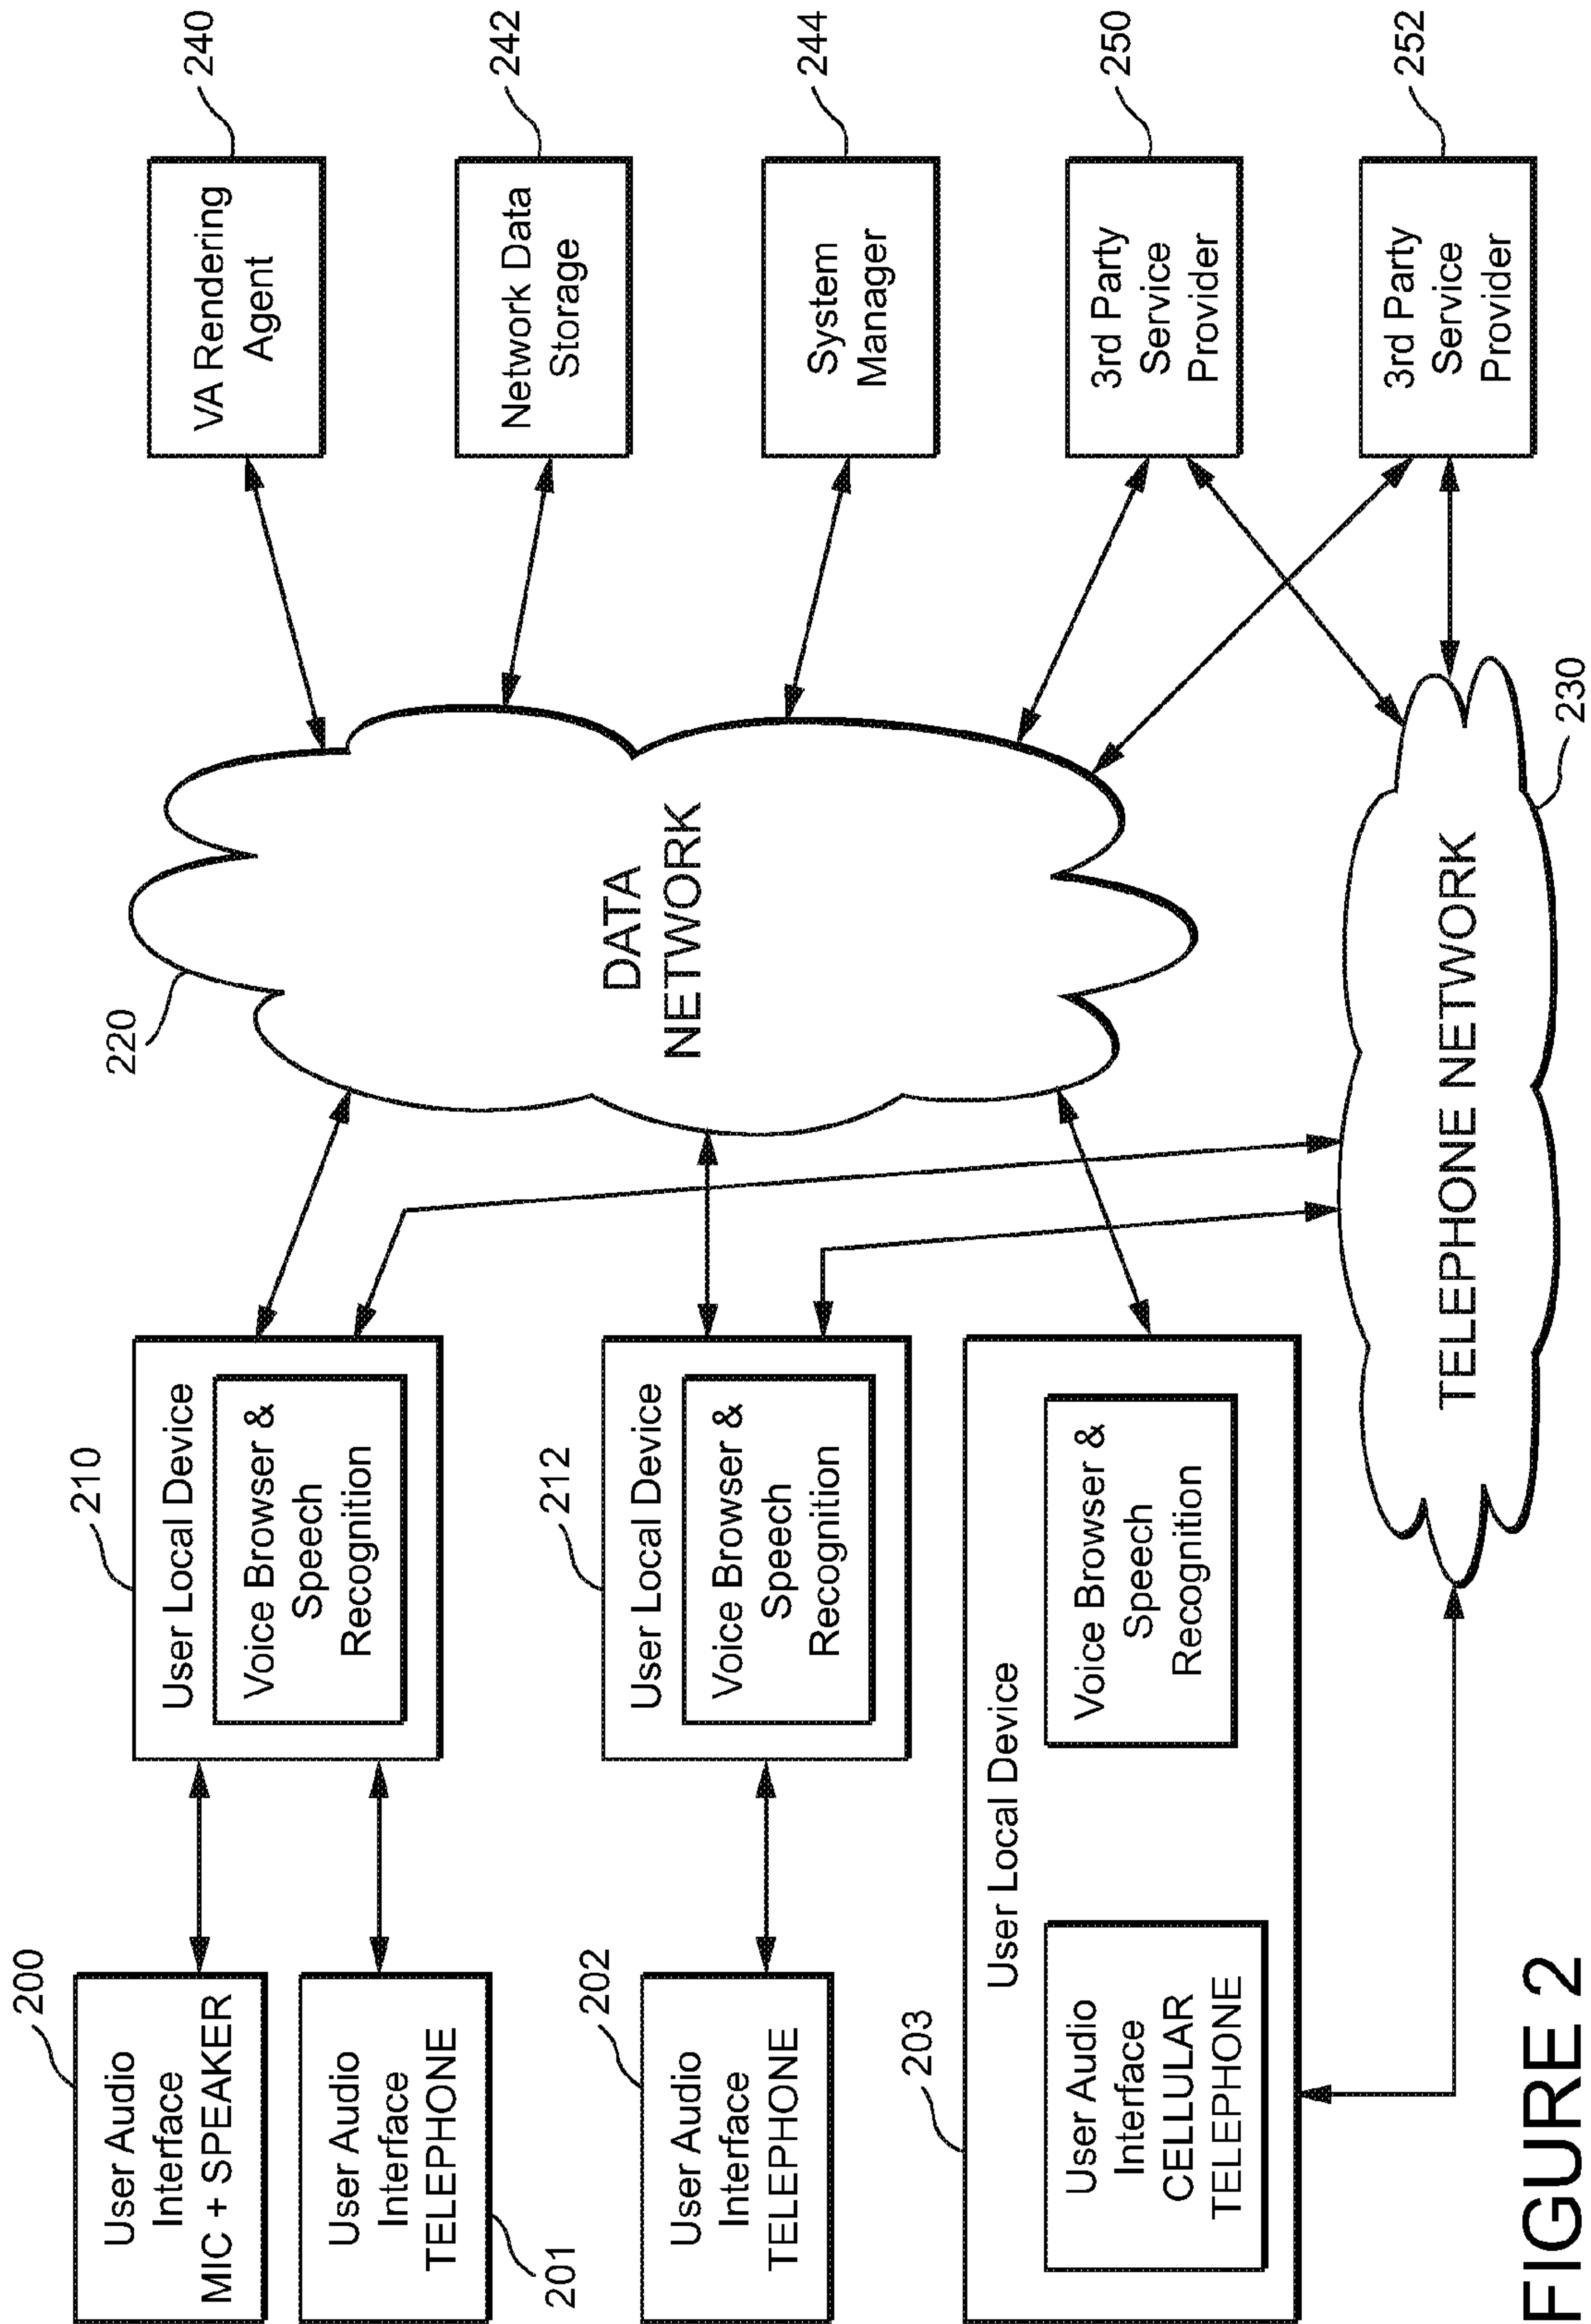 200
User Audio
Interface
MIC + SPEAKER
User Audio
Interface
TELEPHONE
201
202
User Audio
Interface
TELEPHONE
203
User Local Device
User Audio
Interface
CELLULAR
TELEPHONE
Voice Browser &
Speech
Recognition
210
User Local Device
Voice Browser &
Speech
Recognition
212
User Local Device
Voice Browser &
Speech
Recognition
220
DATA
NETWORK
TELEPHONE NETWORK
230
VA Rendering
Agent
240
Network Data
Storage
242
System
Manager
244
3rd Party
Service
Provider
250
3rd Party
Service
Provider
252
FIGURE 2